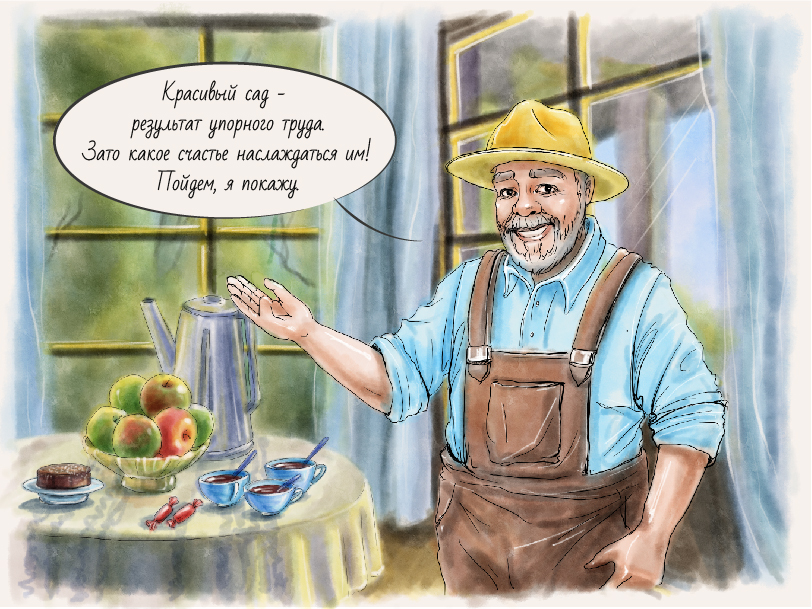 Красивый сад -
результат упорного труда.
Зато какое счастье наслаждаться им!
Пойдем, я покажу.